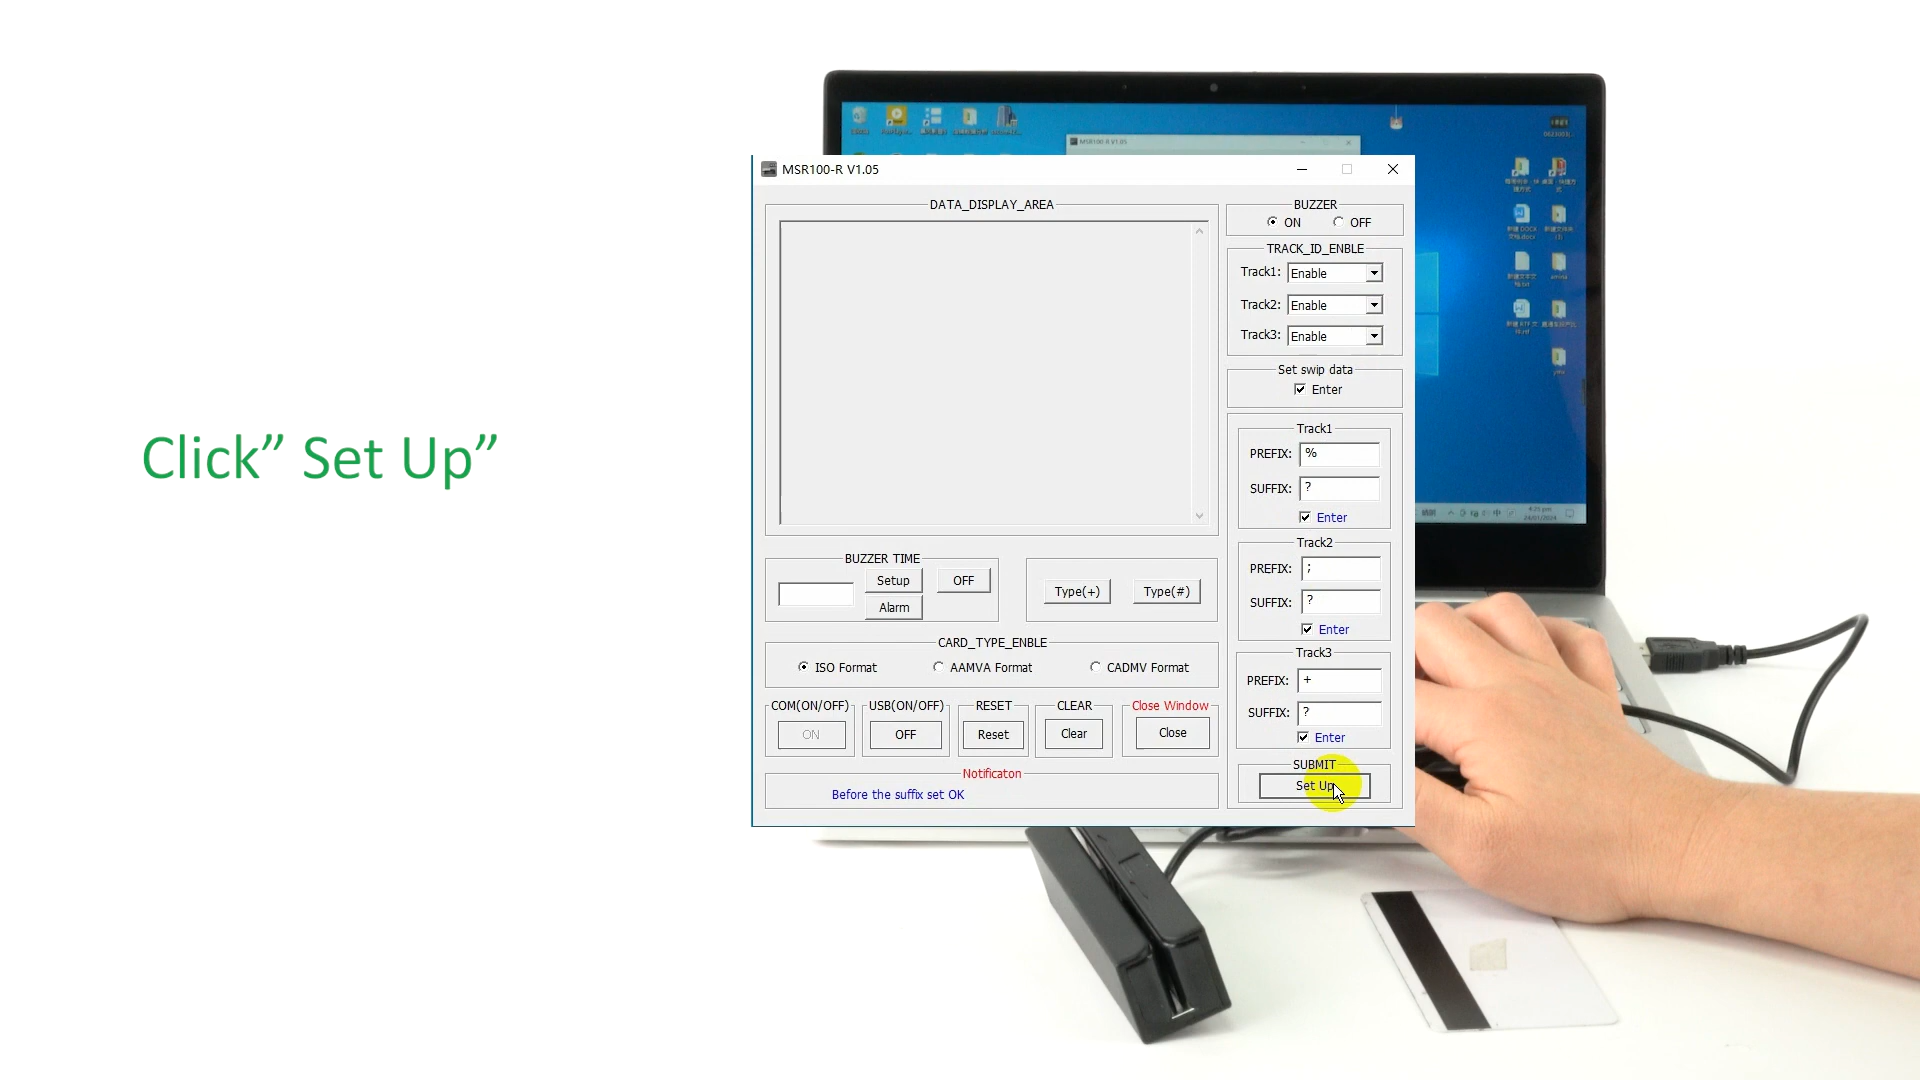 Click” Set Up”
MSR100-R V1.05
MSR100-R V1.05
DATA_DISPLAY_AREA
BUZZER
ON OFF
TRACK_ID_ENBLE
Track1: Enable
Track2: Enable
Track3: Enable
Set swip data
Enter
Track1
PREFIX: %
SUFFIX: ?
Enter
Track2
PREFIX: ;
SUFFIX: ?
Enter
Track3
PREFIX: +
SUFFIX: ?
Enter
SUBMIT
Set Up
BUZZER TIME
Setup OFF
Alarm
Type(+) Type(#)
CARD_TYPE_ENBLE
ISO Format AAMVA Format CADMV Format
COM(ON/OFF) USB(ON/OFF) RESET CLEAR Close Window
ON OFF Reset Clear Close
Notificaton
Before the suffix set OK